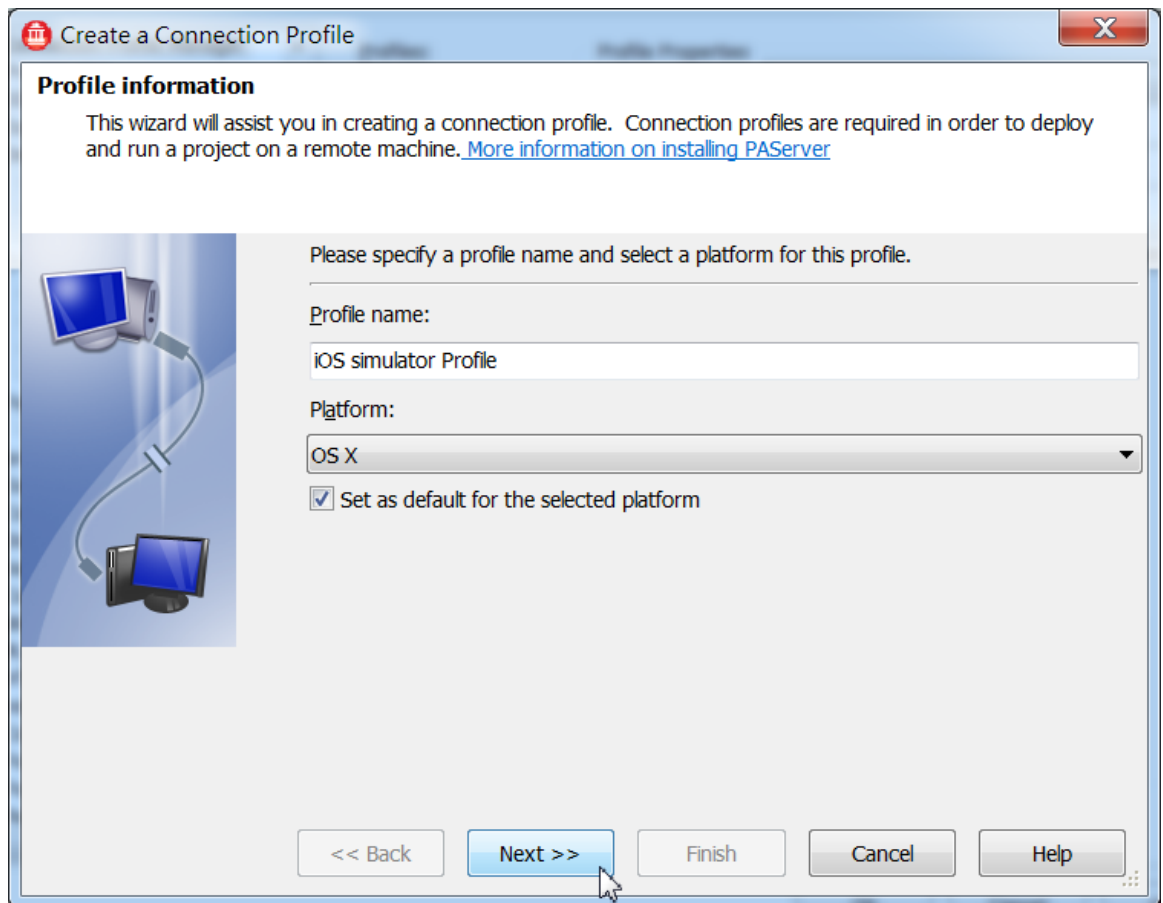 Create a Connection Profile
Profile information
This wizard will assist you in creating a connection profile.  Connection profiles are required in order to deploy
and run a project on a remote machine. More information on installing PAServer
Please specify a profile name and select a platform for this profile.
Profile name:
iOS simulator Profile
Platform:
OS X
Set as default for the selected platform
<< Back
Next >>
Finish
Cancel
Help